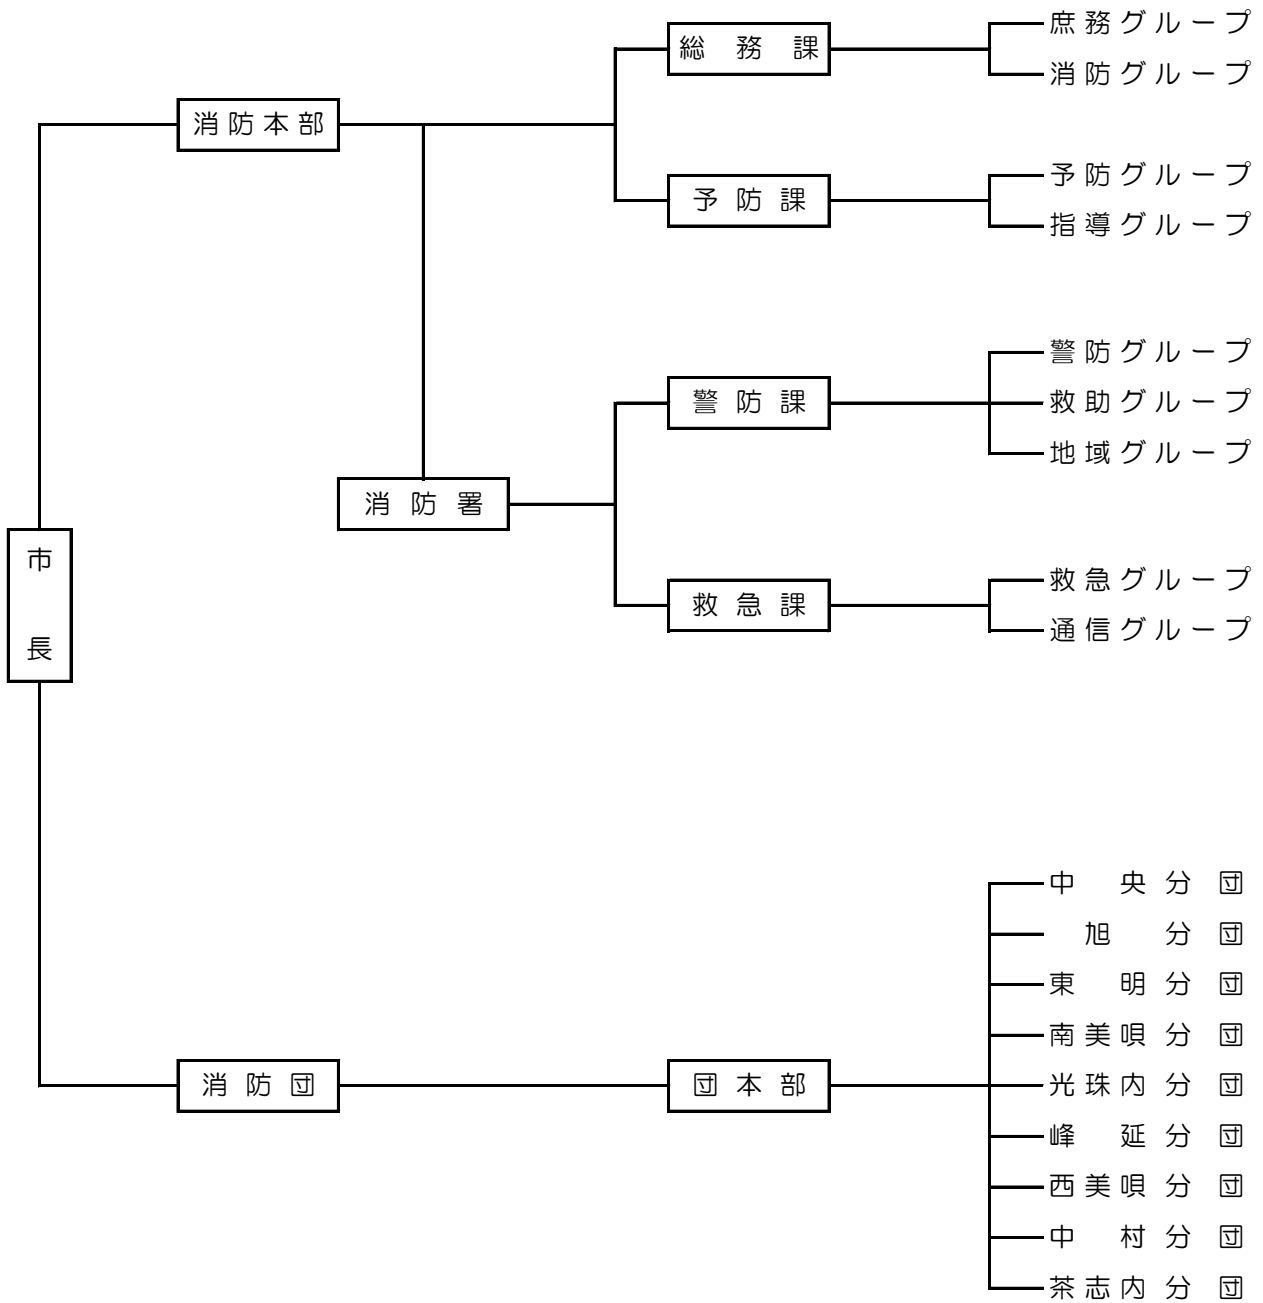 庶務グループ
総務課
消防グループ
消防本部
予防グループ
予防課
指導グループ
警防グループ
警防課
救助グループ
地域グループ
消防署
市長
救急グループ
救急課
通信グループ
中央分団
旭分団
東明分団
南美唄分団
消防団
団本部
光珠内分団
峰延分団
西美唄分団
中村分団
茶志内分団